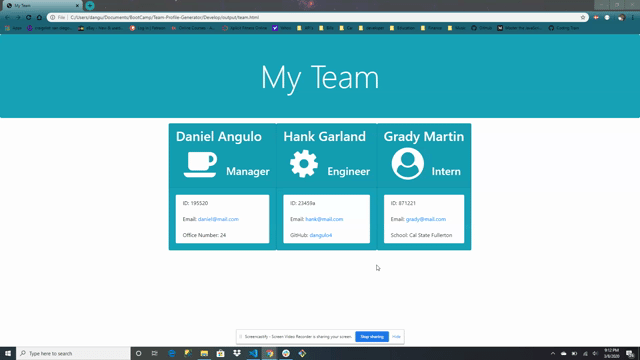 My Team
File | C:/Users/dangu/Documents/BootCamp/Team-Profile-Generator/Develop/output/team.html
My Team
Daniel Angulo
Manager
ID: 195520
Email: daniel@mail.com
Office Number: 24
Hank Garland
Engineer
ID: 23459a
Email: hank@mail.com
GitHub: dangulo4
Grady Martin
Intern
ID: 871221
Email: grady@mail.com
School: Cal State Fullerton
Screencastify - Screen Video Recorder is sharing your screen.
Stop sharing
Hide
Type here to search
9:12 PM
3/6/2020